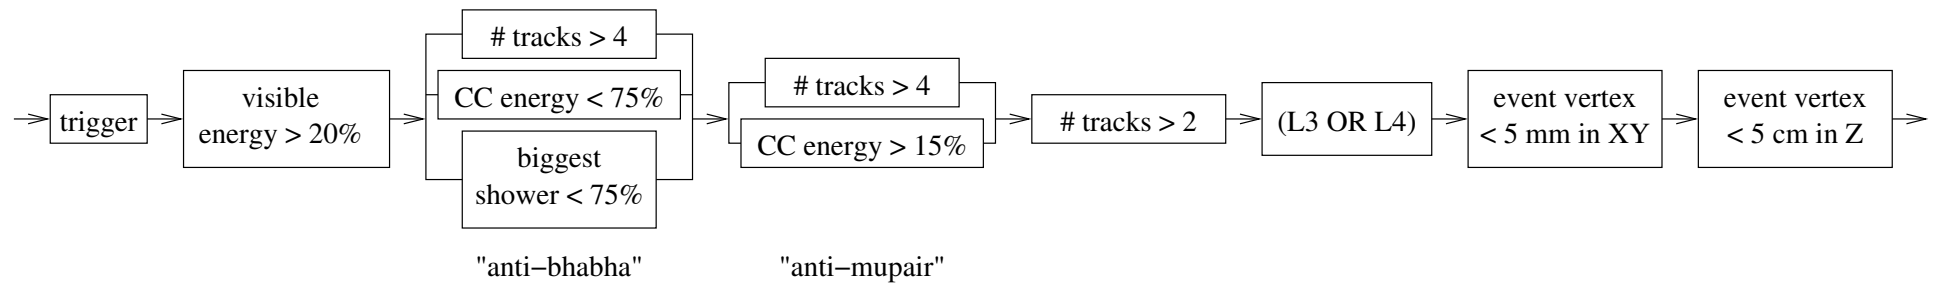 trigger
visible
energy > 20%
# tracks > 4
CC energy < 75%
biggest
shower < 75%
"anti−bhabha"
# tracks > 4
CC energy > 15%
"anti−mupair"
# tracks > 2
(L3 OR L4)
event vertex
< 5 mm in XY
event vertex
< 5 cm in Z